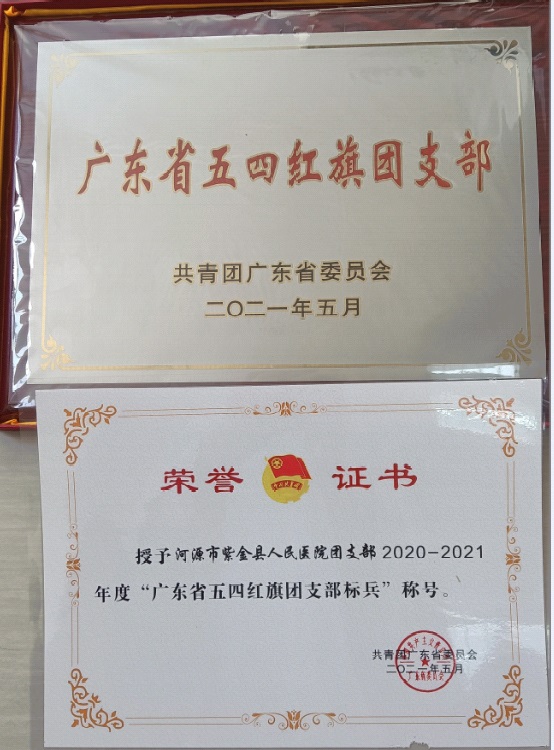 广东省五四红旗团支部
共青团广东省委员会
二〇二一年五月
荣誉证书
授予河源市紫金县人民医院团支部2020-2021
年度“广东省五四红旗团支部标兵”称号。
共青团广东省委员会
二〇二一年五月